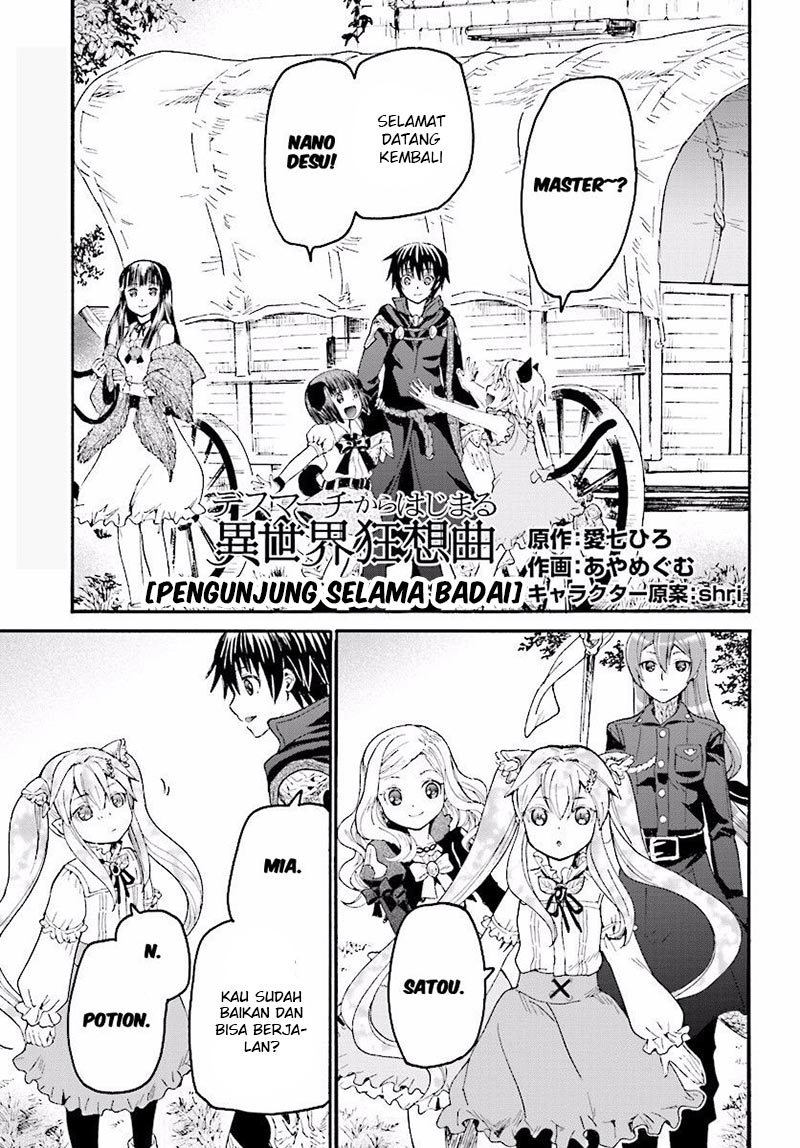 MASTER~?
SELAMAT
DATANG
KEMBALI
NANO
DESU!
デスマーチからはじまる
異世界狂想曲
[PENGUNJUNG SELAMA BADAI]
原作:愛七ひろ
作画:あやめぐむ
キャラクター原案:shri
SATOU.
MIA.
KAU SUDAH
BAIKAN DAN
BISA BERJA-
LAN?
N.
POTION.